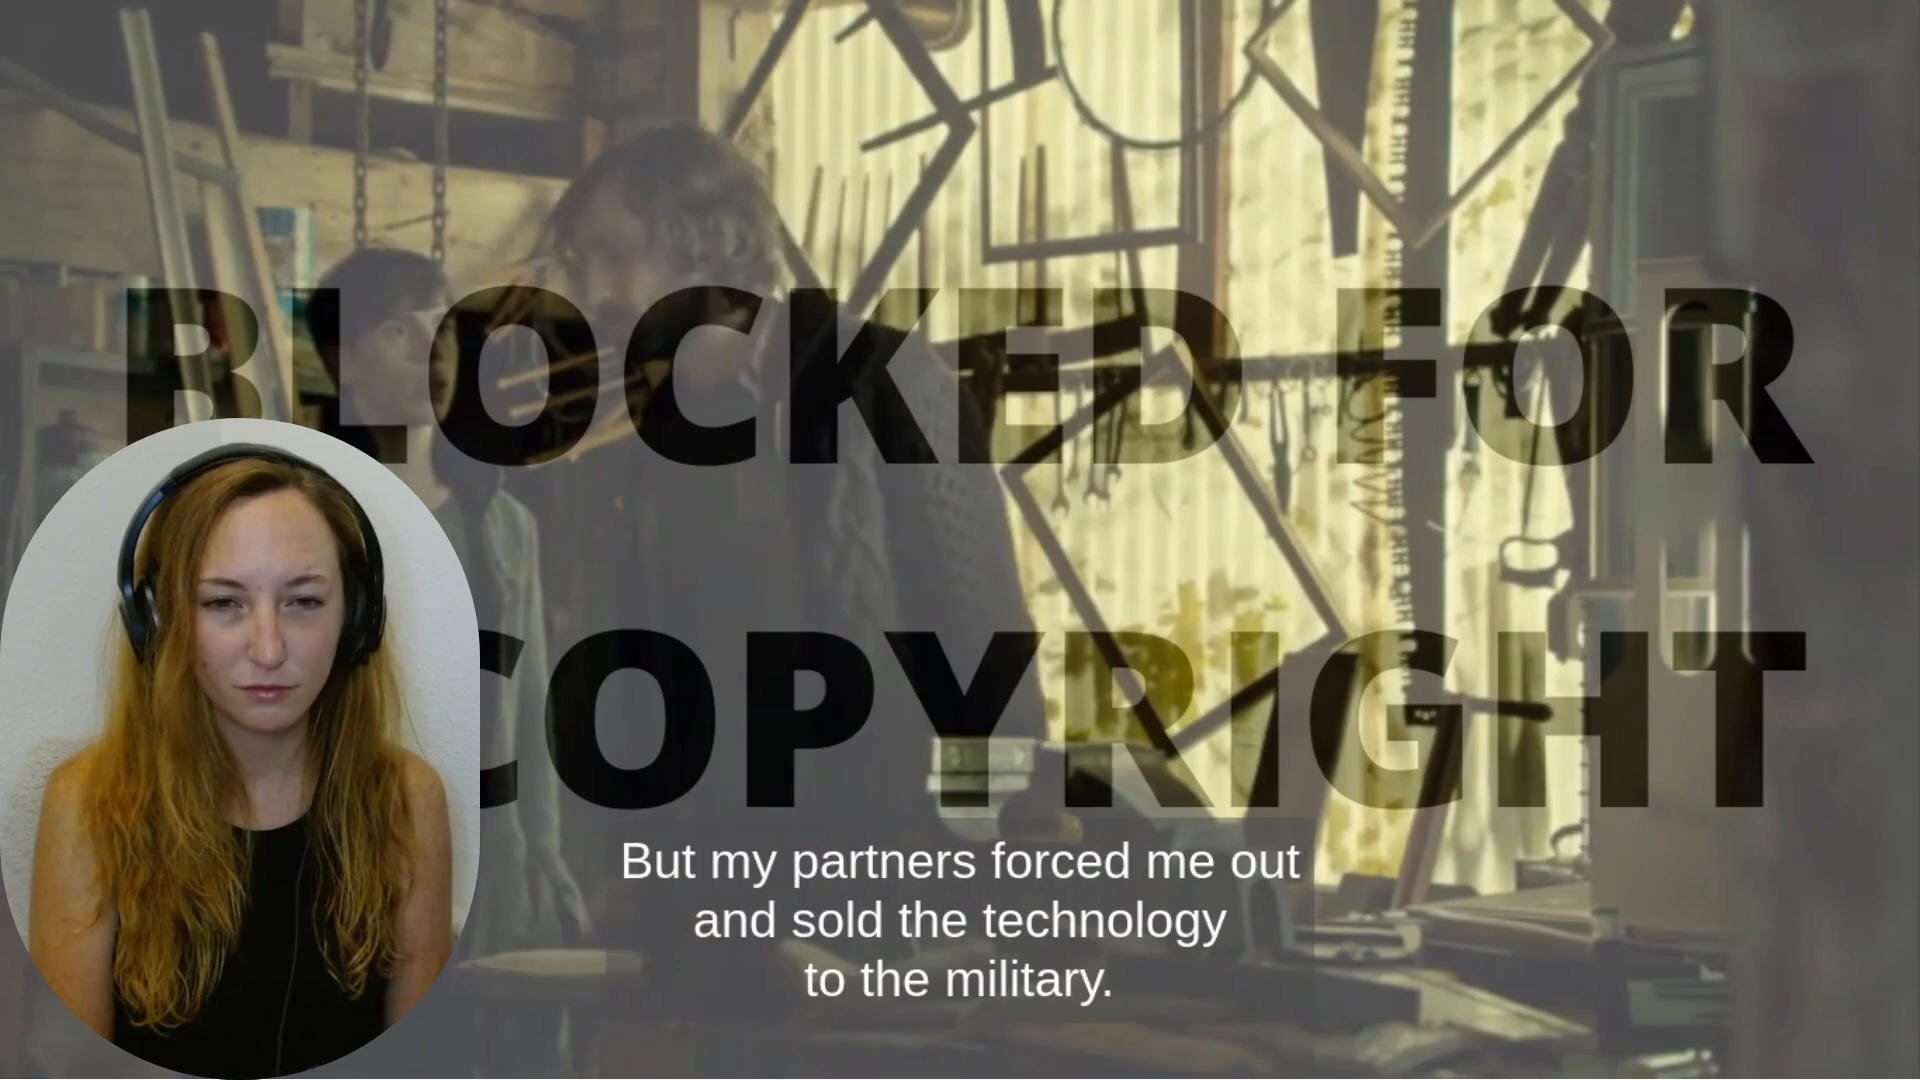 BLOCKED FOR
COPYRIGHT
But my partners forced me out
and sold the technology
to the military.